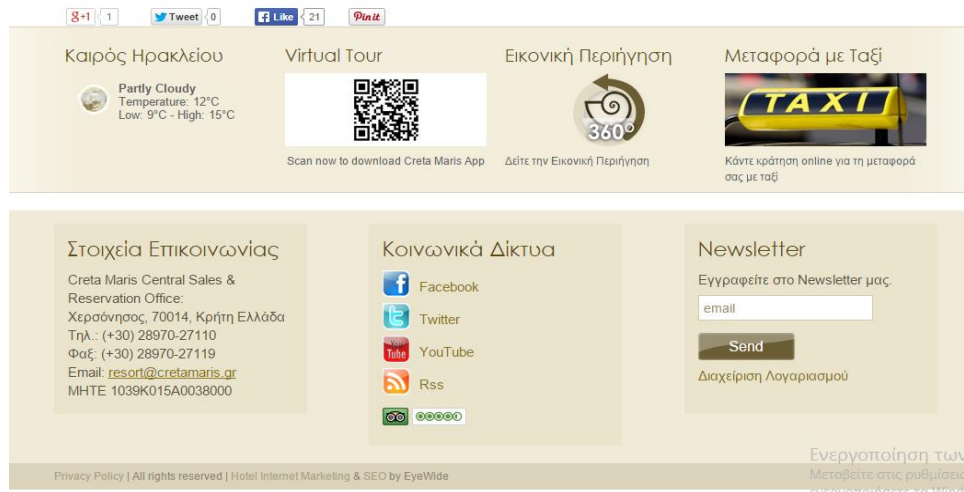 g+1 1 Tweet 0 Like 21 Pin it
Καιρός Ηρακλείου
Partly Cloudy
Temperature: 12°C
Low: 9°C - High: 15°C
Virtual Tour
Scan now to download Creta Maris App
Εικονική Περιήγηση
360°
Δείτε την Εικονική Περιήγηση
Μεταφορά με Ταξί
TAXI
Κάντε κράτηση online για τη μεταφορά
σας με ταξί
Στοιχεία Επικοινωνίας
Creta Maris Central Sales &
Reservation Office:
Χερσόνησος, 70014, Κρήτη Ελλάδα
Τηλ.: (+30) 28970-27110
Φαξ: (+30) 28970-27119
Email: resort@cretamaris.gr
ΜΗΤΕ 1039Κ015Α0038000
Κοινωνικά Δίκτυα
Facebook
Twitter
You Tube YouTube
Rss
Newsletter
Εγγραφείτε στο Newsletter μας.
email
Send
Διαχείριση Λογαριασμού
Privacy Policy | All rights reserved | Hotel Internet Marketing & SEO by EyeWide
Ενεργοποίηση των
Μεταβείτε στις ρυθμίσεις